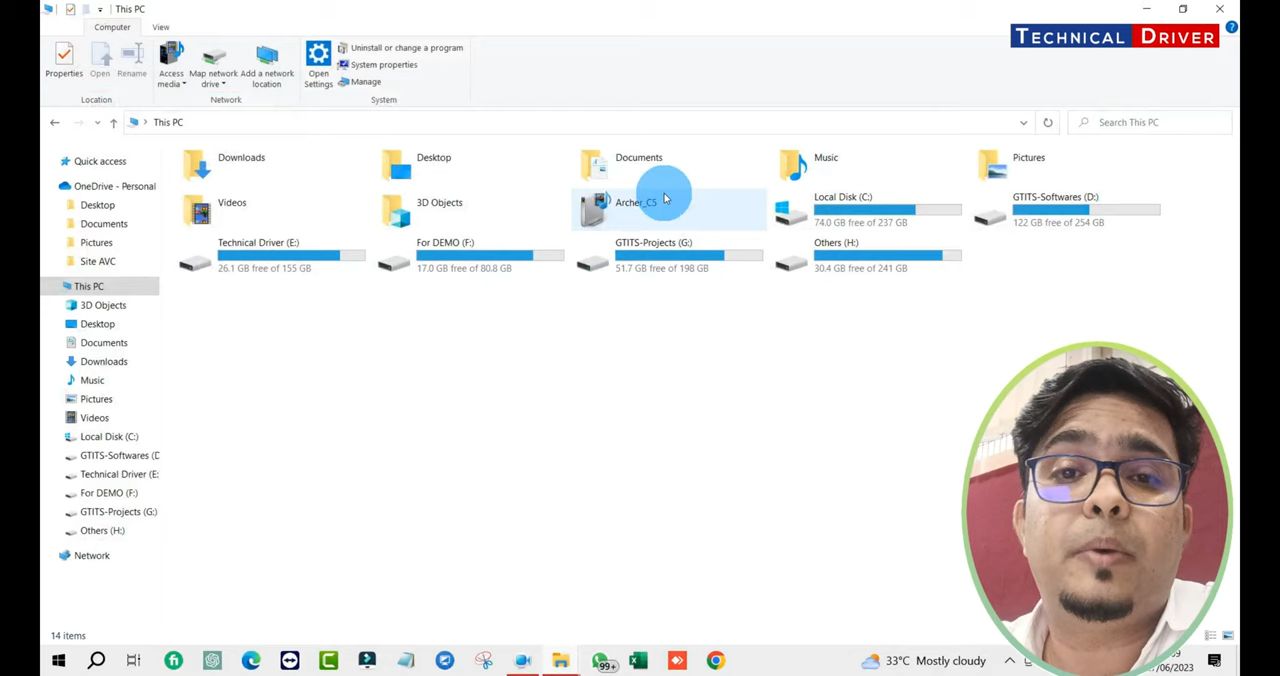 This PC
Computer
View
TECHNICAL DRIVER
Properties
Open
Rename
Access media
Map network drive
Add a network location
Open Settings
Uninstall or change a program
System properties
Manage
Location
Network
System
This PC
Search This PC
Quick access
OneDrive - Personal
Desktop
Documents
Pictures
Site AVC
This PC
3D Objects
Desktop
Documents
Downloads
Music
Pictures
Videos
Local Disk (C:)
GTITS-Softwares (D
Technical Driver (E:
For DEMO (F:)
GTITS-Projects (G:)
Others (H:)
Network
Downloads
Desktop
Documents
Music
Pictures
Videos
3D Objects
Archer_C5
Local Disk (C:)
74.0 GB free of 237 GB
GTITS-Softwares (D:)
122 GB free of 254 GB
Technical Driver (E:)
26.1 GB free of 155 GB
For DEMO (F:)
17.0 GB free of 80.8 GB
GTITS-Projects (G:)
51.7 GB free of 198 GB
Others (H:)
30.4 GB free of 241 GB
14 items
99+
33°C Mostly cloudy
/06/2023